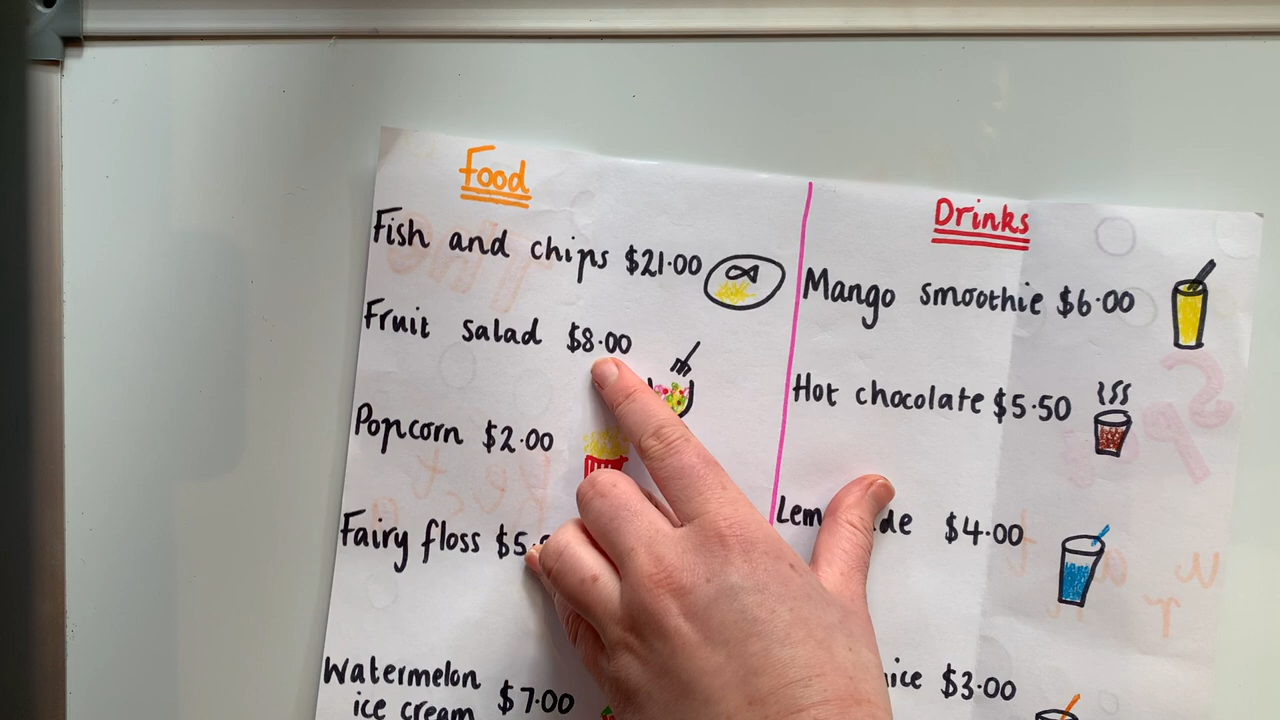 Food
Fish and chips $21.00
Fruit salad $8.00
Popcorn $2.00
Fairy floss
Watermelon
ice cream $7.00
Drinks
Mango smoothie $6.00
Hot chocolate $5.50
$4.00
$3.00